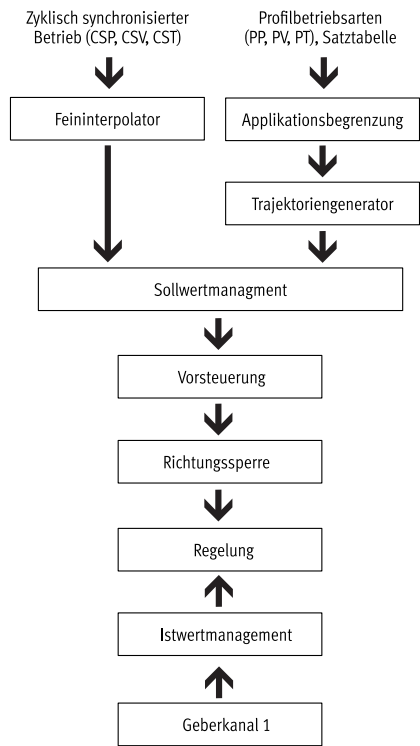 Zyklisch synchronisierter
Betrieb (CSP, CSV, CST)
Profilbetriebsarten
(PP, PV, PT), Satztabelle
Feininterpolator
Applikationsbegrenzung
Trajektoriengenerator
Sollwertmanagment
Vorsteuerung
Richtungssperre
Regelung
Istwertmanagement
Geberkanal 1